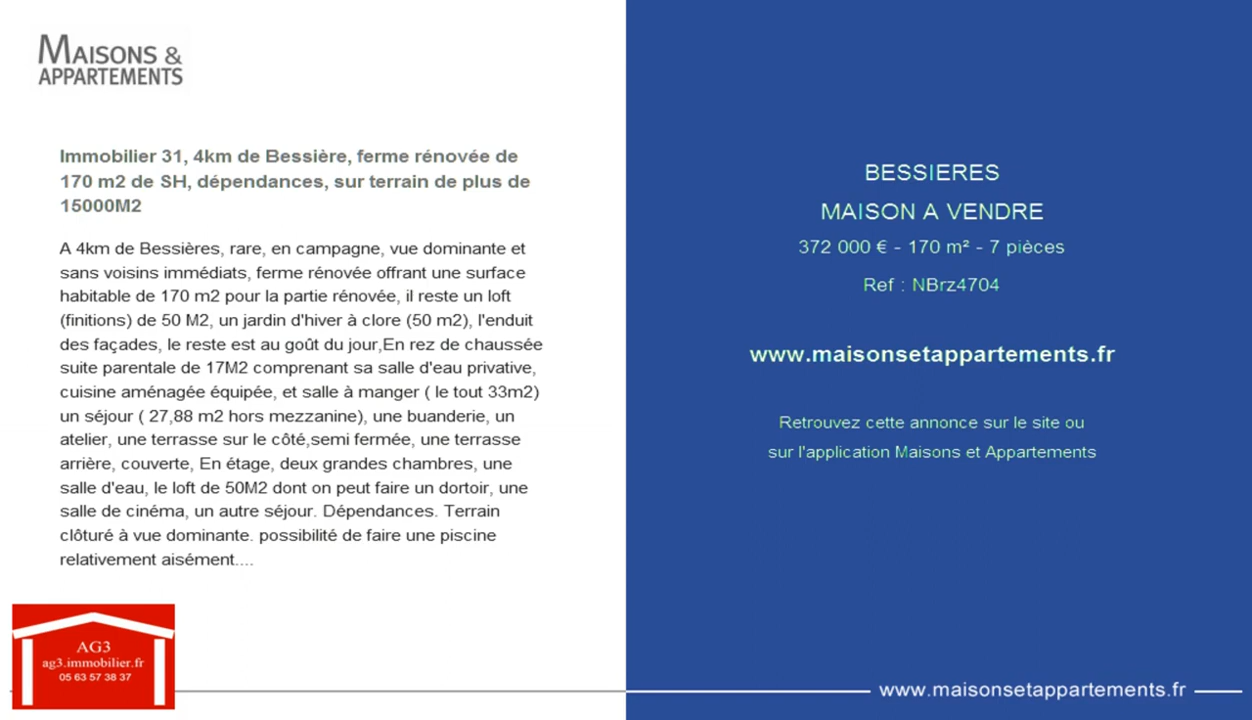 MAISONS &
APPARTEMENTS
Immobilier 31, 4km de Bessière, ferme rénovée de
170 m2 de SH, dépendances, sur terrain de plus de
15000M2
A 4km de Bessières, rare, en campagne, vue dominante et
sans voisins immédiats, ferme rénovée offrant une surface
habitable de 170 m2 pour la partie rénovée, il reste un loft
(finitions) de 50 M2, un jardin d'hiver à clore (50 m2), l'enduit
des façades, le reste est au goût du jour,En rez de chaussée
suite parentale de 17M2 comprenant sa salle d'eau privative,
cuisine aménagée équipée, et salle à manger ( le tout 33m2)
un séjour ( 27,88 m2 hors mezzanine), une buanderie, un
atelier, une terrasse sur le côté,semi fermée, une terrasse
arrière, couverte, En étage, deux grandes chambres, une
salle d'eau, le loft de 50M2 dont on peut faire un dortoir, une
salle de cinéma, un autre séjour. Dépendances. Terrain
clôturé à vue dominante. possibilité de faire une piscine
relativement aisément....
AG3
ag3.immobilier.fr
05 63 57 38 37
BESSIERES
MAISON A VENDRE
372 000 € - 170 m² - 7 pièces
Ref : NBrz4704
www.maisonsetappartements.fr
Retrouvez cette annonce sur le site ou
sur l'application Maisons et Appartements
www.maisonsetappartements.fr